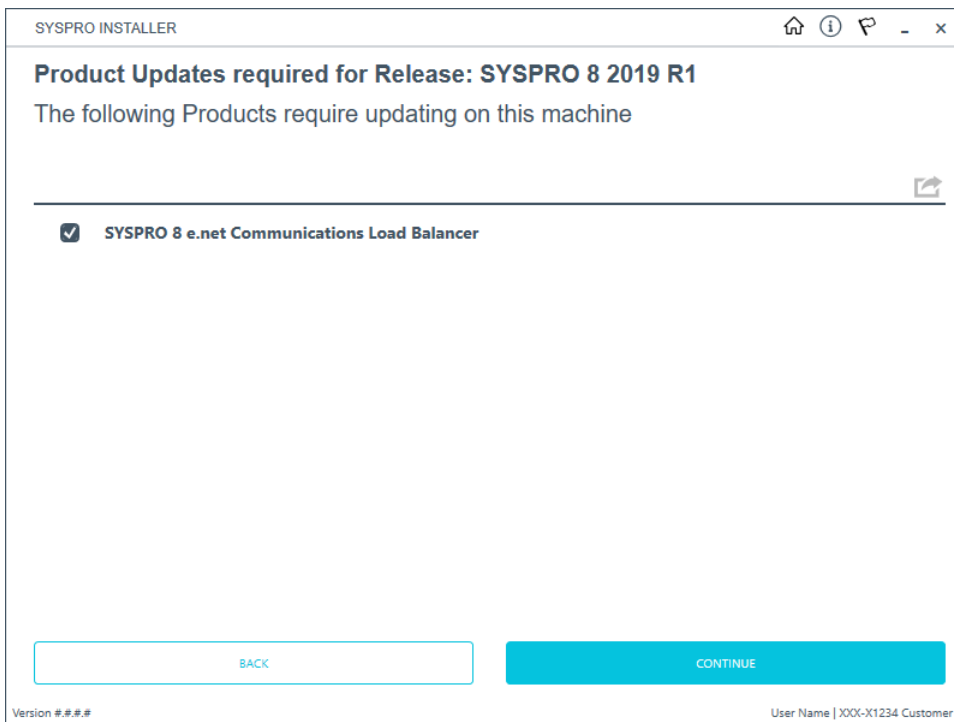 SYSPRO INSTALLER
Product Updates required for Release: SYSPRO 8 2019 R1
The following Products require updating on this machine
SYSPRO 8 e.net Communications Load Balancer
BACK
CONTINUE
Version #.#.#.#
User Name | XXX-X1234 Customer